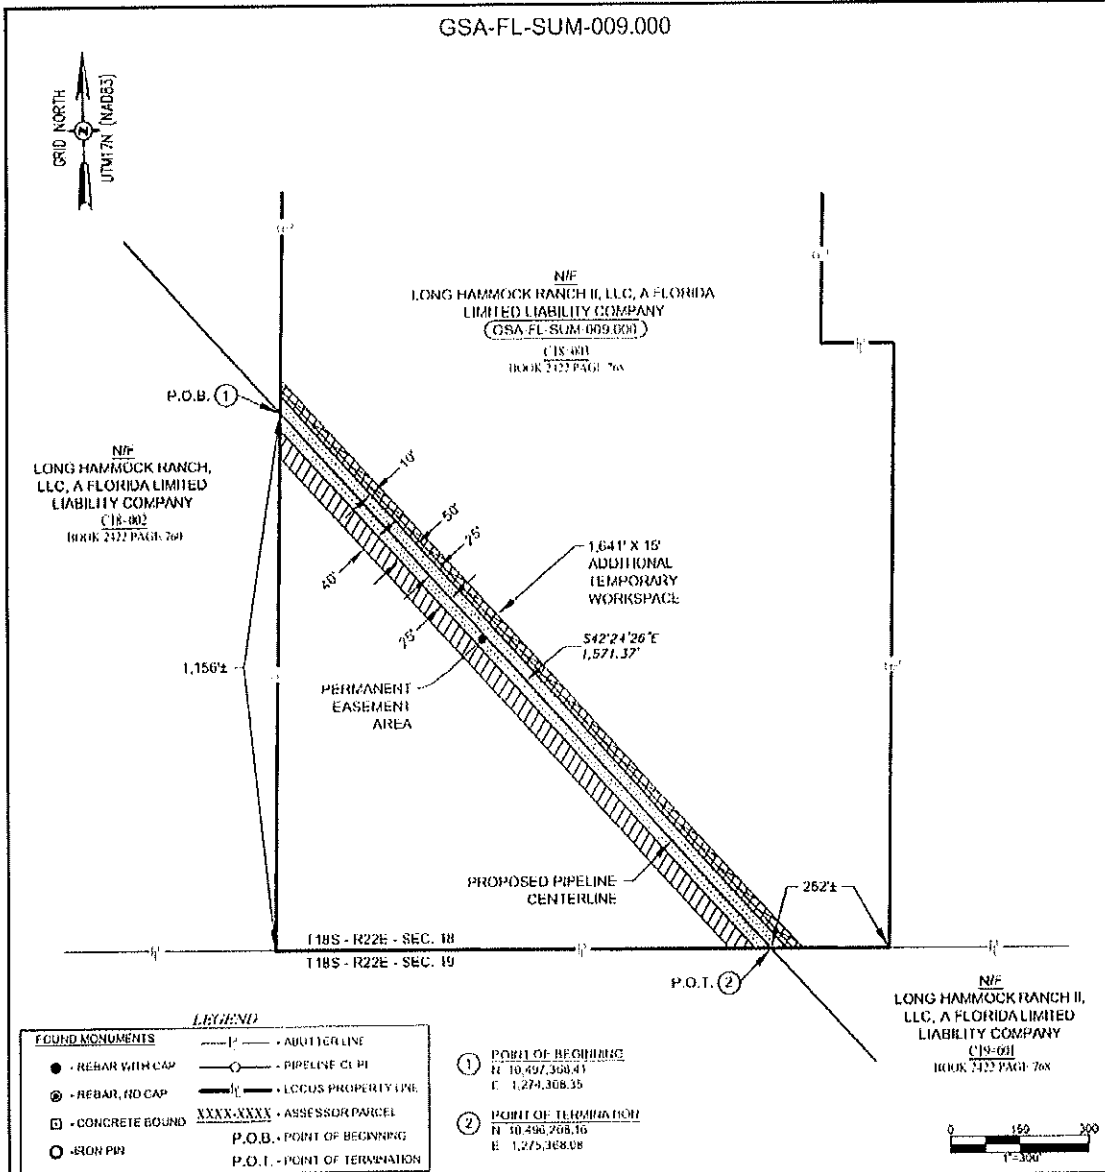 GSA-FL-SUM-009.000
GRID NORTH
UTM17N (NAD83)
N
N/F
LONG HAMMOCK RANCH II, LLC, A FLORIDA
LIMITED LIABILITY COMPANY
GSA-FL-SUM-009.000
C18-003
BOOK 2422 PAGE 768
P.O.B. 1
N/F
LONG HAMMOCK RANCH,
LLC, A FLORIDA LIMITED
LIABILITY COMPANY
C18-002
BOOK 2422 PAGE 760
10'
50'
25'
40'
25'
1,641' X 15'
ADDITIONAL
TEMPORARY
WORKSPACE
S42°24'26"E
1,571.37'
1,156'±
PERMANENT
EASEMENT
AREA
PROPOSED PIPELINE
CENTERLINE
252'±
T18S - R22E - SEC. 18
T18S - R22E - SEC. 19
P.O.T. 2
N/F
LONG HAMMOCK RANCH II,
LLC, A FLORIDA LIMITED
LIABILITY COMPANY
C19-001
BOOK 2422 PAGE 768
LEGEND
FOUND MONUMENTS
- REBAR WITH CAP
- REBAR, NO CAP
- CONCRETE BOUND
- IRON PIN
- ABUTTER LINE
- PIPELINE CL PI
- LOCUS PROPERTY LINE
XXXX-XXXX - ASSESSOR PARCEL
P.O.B. - POINT OF BEGINNING
P.O.T. - POINT OF TERMINATION
1 POINT OF BEGINNING
N 10,497,368.41
E 1,274,308.35
2 POINT OF TERMINATION
N 10,496,208.16
E 1,275,368.08
0 150 300
1"=300'